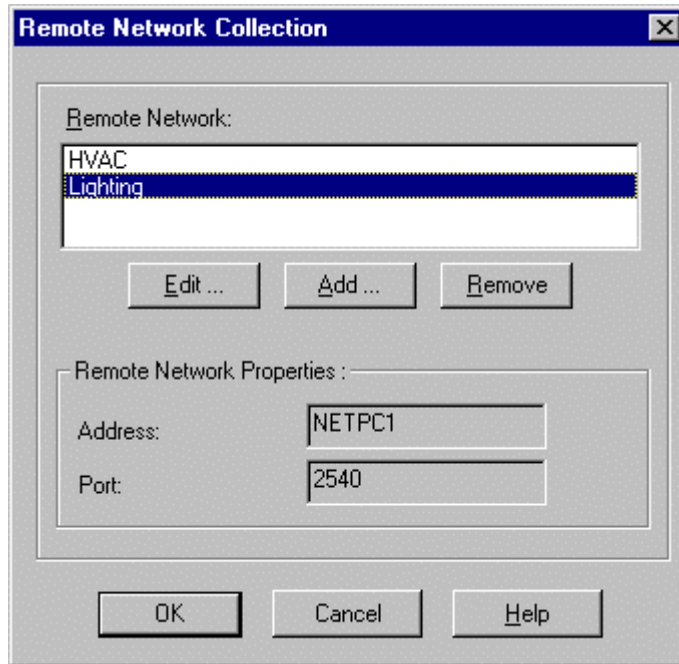 Remote Network Collection
Remote Network:
HVAC
Lighting
Edit ... Add ... Remove
Remote Network Properties :
Address: NETPC1
Port: 2540
OK Cancel Help